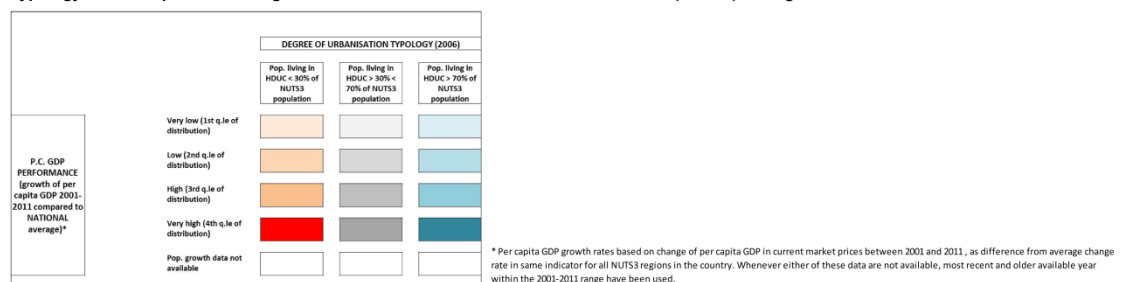 DEGREE OF URBANISATION TYPOLOGY (2006)
Pop. living in HDUC < 30% of NUTS3 population
Pop. living in HDUC > 30% < 70% of NUTS3 population
Pop. living in HDUC > 70% of NUTS3 population
P.C. GDP
PERFORMANCE
(growth of per
capita GDP 2001-
2011 compared to
NATIONAL
average)*
Very low (1st q.le of
distribution)
Low (2nd q.le of
distribution)
High (3rd q.le of
distribution)
Very high (4th q.le of
distribution)
Pop. growth data not
available
* Per capita GDP growth rates based on change of per capita GDP in current market prices between 2001 and 2011 , as difference from average change
rate in same indicator for all NUTS3 regions in the country. Whenever either of these data are not available, most recent and older available year
within the 2001-2011 range have been used.